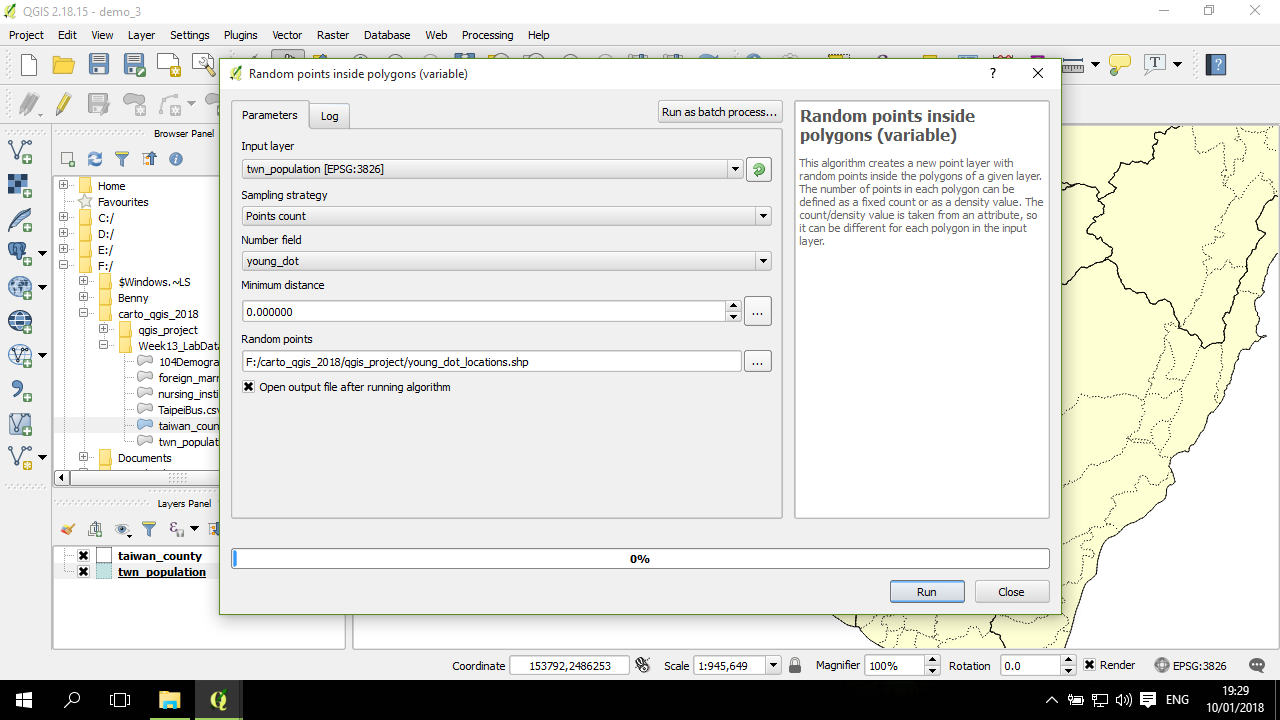 QGIS 2.18.15 - demo_3
Project Edit View Layer Settings Plugins Vector Raster Database Web Processing Help
Random points inside polygons (variable)
Parameters
Log
Run as batch process...
Input layer
twn_population [EPSG:3826]
Sampling strategy
Points count
Number field
young_dot
Minimum distance
0.000000
...
Random points
F:/carto_qgis_2018/qgis_project/young_dot_locations.shp
...
Open output file after running algorithm
Random points inside
polygons (variable)
This algorithm creates a new point layer with
random points inside the polygons of a given layer.
The number of points in each polygon can be
defined as a fixed count or as a density value. The
count/density value is taken from an attribute, so
it can be different for each polygon in the input
layer.
0%
Run
Close
Browser Panel
Home
Favourites
C:/
D:/
E:/
F:/
$Windows.~LS
Benny
carto_qgis_2018
qgis_project
Week13_LabData
104Demogra
foreign_marr
nursing_insti
TaipeiBus.csv
taiwan_coun
twn_populati
Documents
Layers Panel
taiwan_county
twn_population
Coordinate 153792,2486253 Scale 1:945,649 Magnifier 100% Rotation 0.0 Render EPSG:3826
ENG
19:29
10/01/2018